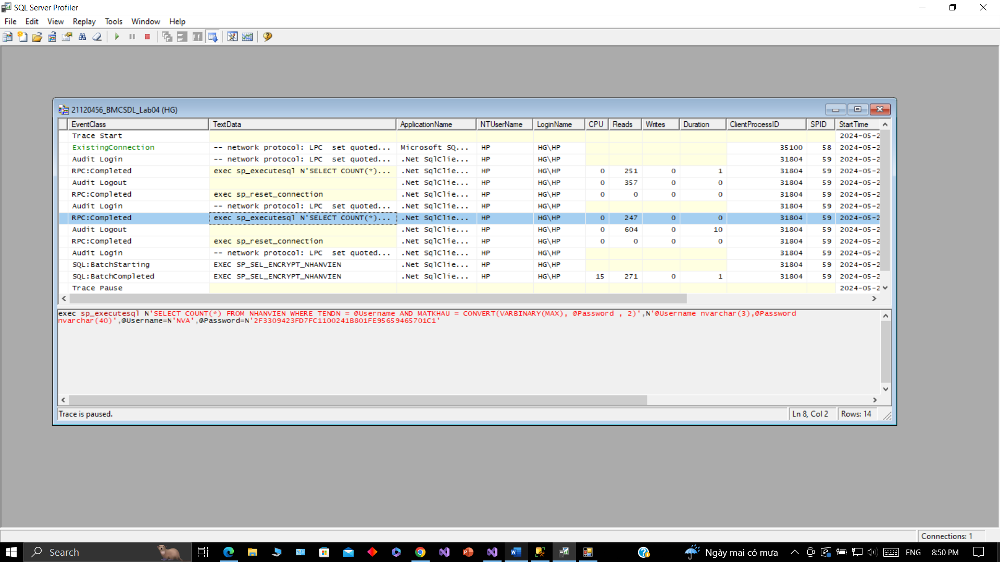 SQL Server Profiler
File Edit View Replay Tools Window Help
21120456_BMCSDL_Lab04 (HG)
EventClass TextData ApplicationName NTUserName LoginName CPU Reads Writes Duration ClientProcessID SPID StartTime
Trace Start 2024-05-2
ExistingConnection -- network protocol: LPC set quoted... Microsoft SQ... HP HG\HP 35100 58 2024-05-2
Audit Login -- network protocol: LPC set quoted... .Net SqlClie... HP HG\HP 31804 59 2024-05-2
RPC:Completed exec sp_executesql N'SELECT COUNT(*)... .Net SqlClie... HP HG\HP 0 251 0 1 31804 59 2024-05-2
Audit Logout .Net SqlClie... HP HG\HP 0 357 0 0 31804 59 2024-05-2
RPC:Completed exec sp_reset_connection .Net SqlClie... HP HG\HP 0 0 0 0 31804 59 2024-05-2
Audit Login -- network protocol: LPC set quoted... .Net SqlClie... HP HG\HP 31804 59 2024-05-2
RPC:Completed exec sp_executesql N'SELECT COUNT(*)... .Net SqlClie... HP HG\HP 0 247 0 0 31804 59 2024-05-2
Audit Logout .Net SqlClie... HP HG\HP 0 604 0 10 31804 59 2024-05-2
RPC:Completed exec sp_reset_connection .Net SqlClie... HP HG\HP 0 0 0 0 31804 59 2024-05-2
Audit Login -- network protocol: LPC set quoted... .Net SqlClie... HP HG\HP 31804 59 2024-05-2
SQL:BatchStarting EXEC SP_SEL_ENCRYPT_NHANVIEN .Net SqlClie... HP HG\HP 31804 59 2024-05-2
SQL:BatchCompleted EXEC SP_SEL_ENCRYPT_NHANVIEN .Net SqlClie... HP HG\HP 15 271 0 1 31804 59 2024-05-2
Trace Pause 2024-05-2
exec sp_executesql N'SELECT COUNT(*) FROM NHANVIEN WHERE TENDN = @Username AND MATKHAU = CONVERT(VARBINARY(MAX), @Password , 2)',N'@Username nvarchar(3),@Password
nvarchar(40)',@Username=N'NVA',@Password=N'2F3309423FD7FC1100241B801FE95659465701C1'
Trace is paused. Ln 8, Col 2 Rows: 14
Connections: 1
Search Ngày mai có mưa ENG 8:50 PM